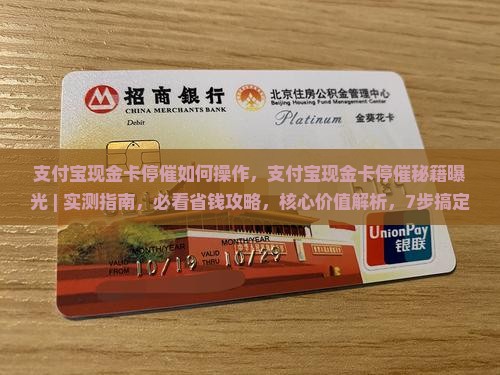 招商银行
CHINA MERCHANTS BANK
Debit
北京住房公积金管理中心
Beijing Housing Fund Management Center
Platinum 金葵花卡
支付宝现金卡停催如何操作，支付宝现金卡停催秘籍曝
光 | 实测指南，必看省钱攻略，核心价值解析，7步搞定
MONTH/YEAR
MONTH/YEAR
VALID
FROM
10/19
VALID
THRU
10/29
UnionPay
银联